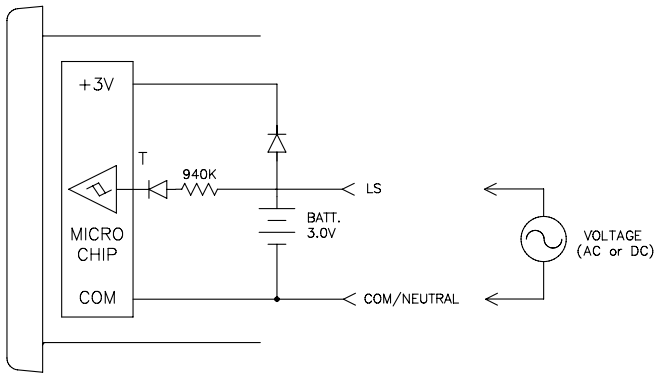 +3V
T
940K
LS
BATT.
3.0V
MICRO
CHIP
VOLTAGE
(AC or DC)
COM
COM/NEUTRAL